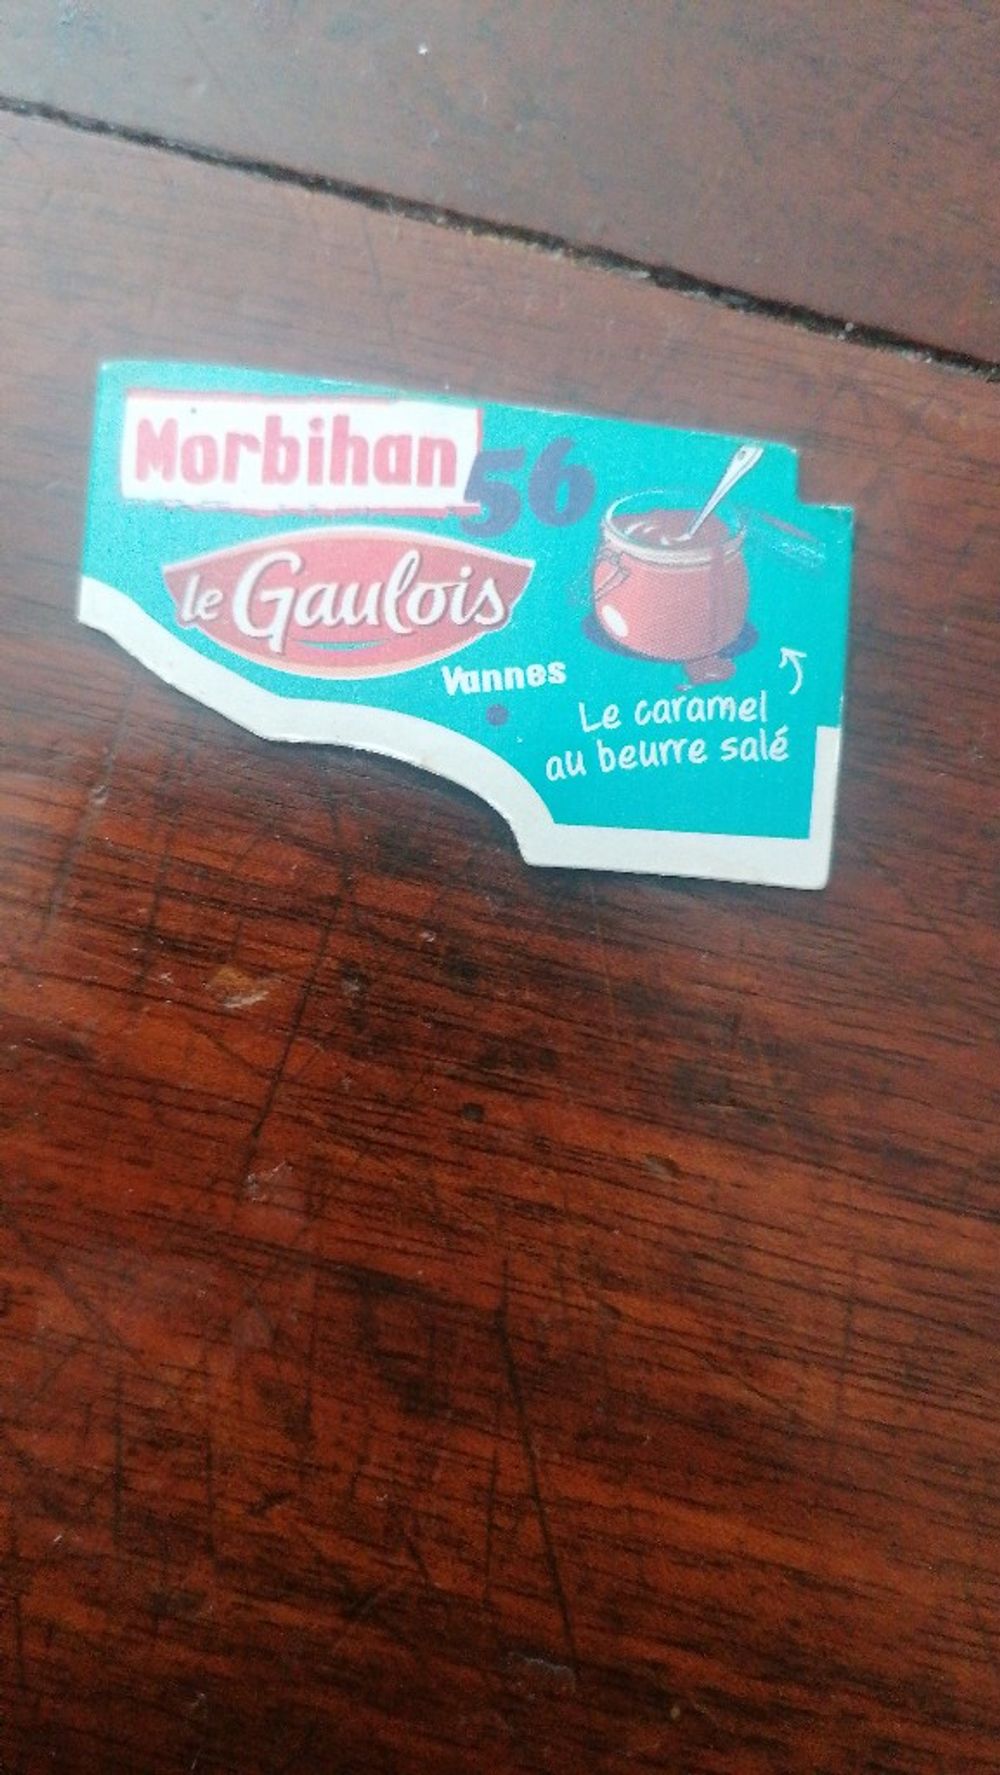 Morbihan 56
le Gaulois
Vannes
Le caramel
au beurre salé